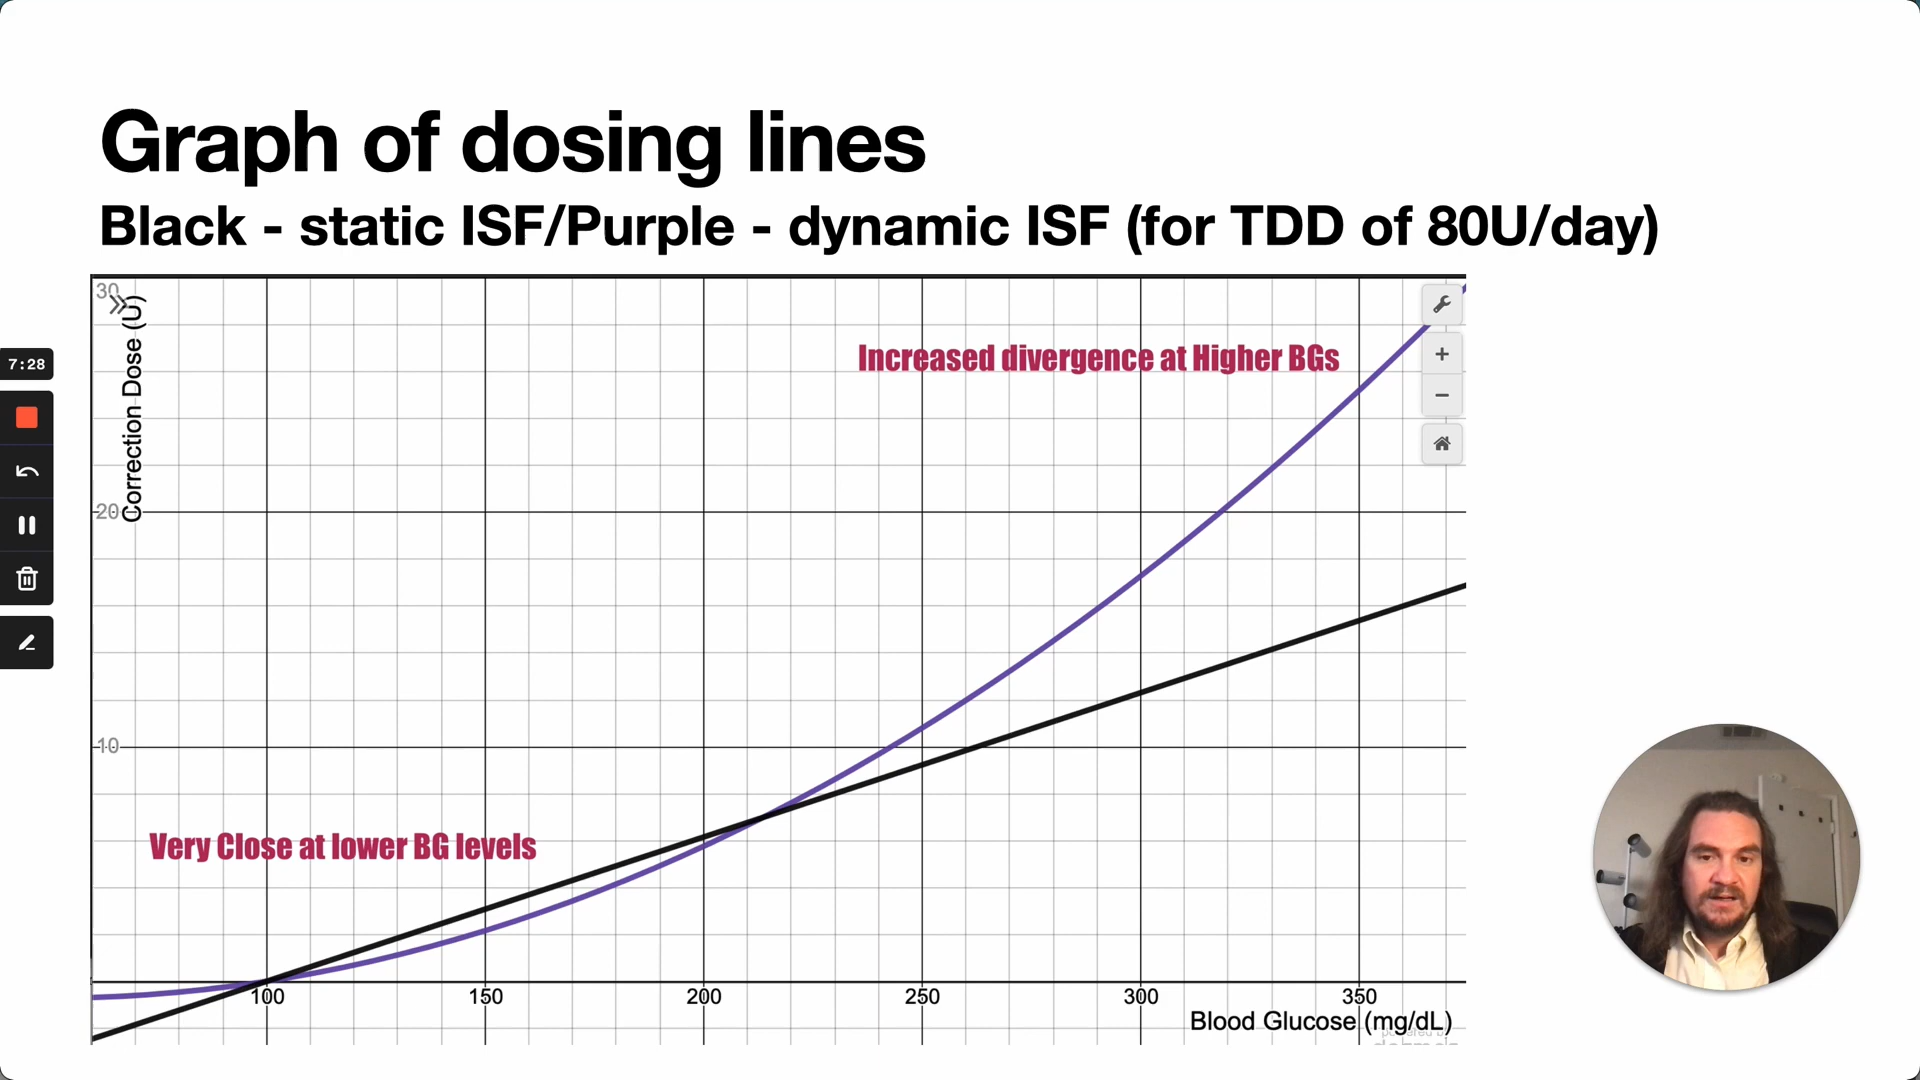 Graph of dosing lines
Black - static ISF/Purple - dynamic ISF (for TDD of 80U/day)
30
Correction Dose (U)
Increased divergence at Higher BGs
7:28
20
10
Very Close at lower BG levels
100 150 200 250 300 350
Blood Glucose (mg/dL)
powered by